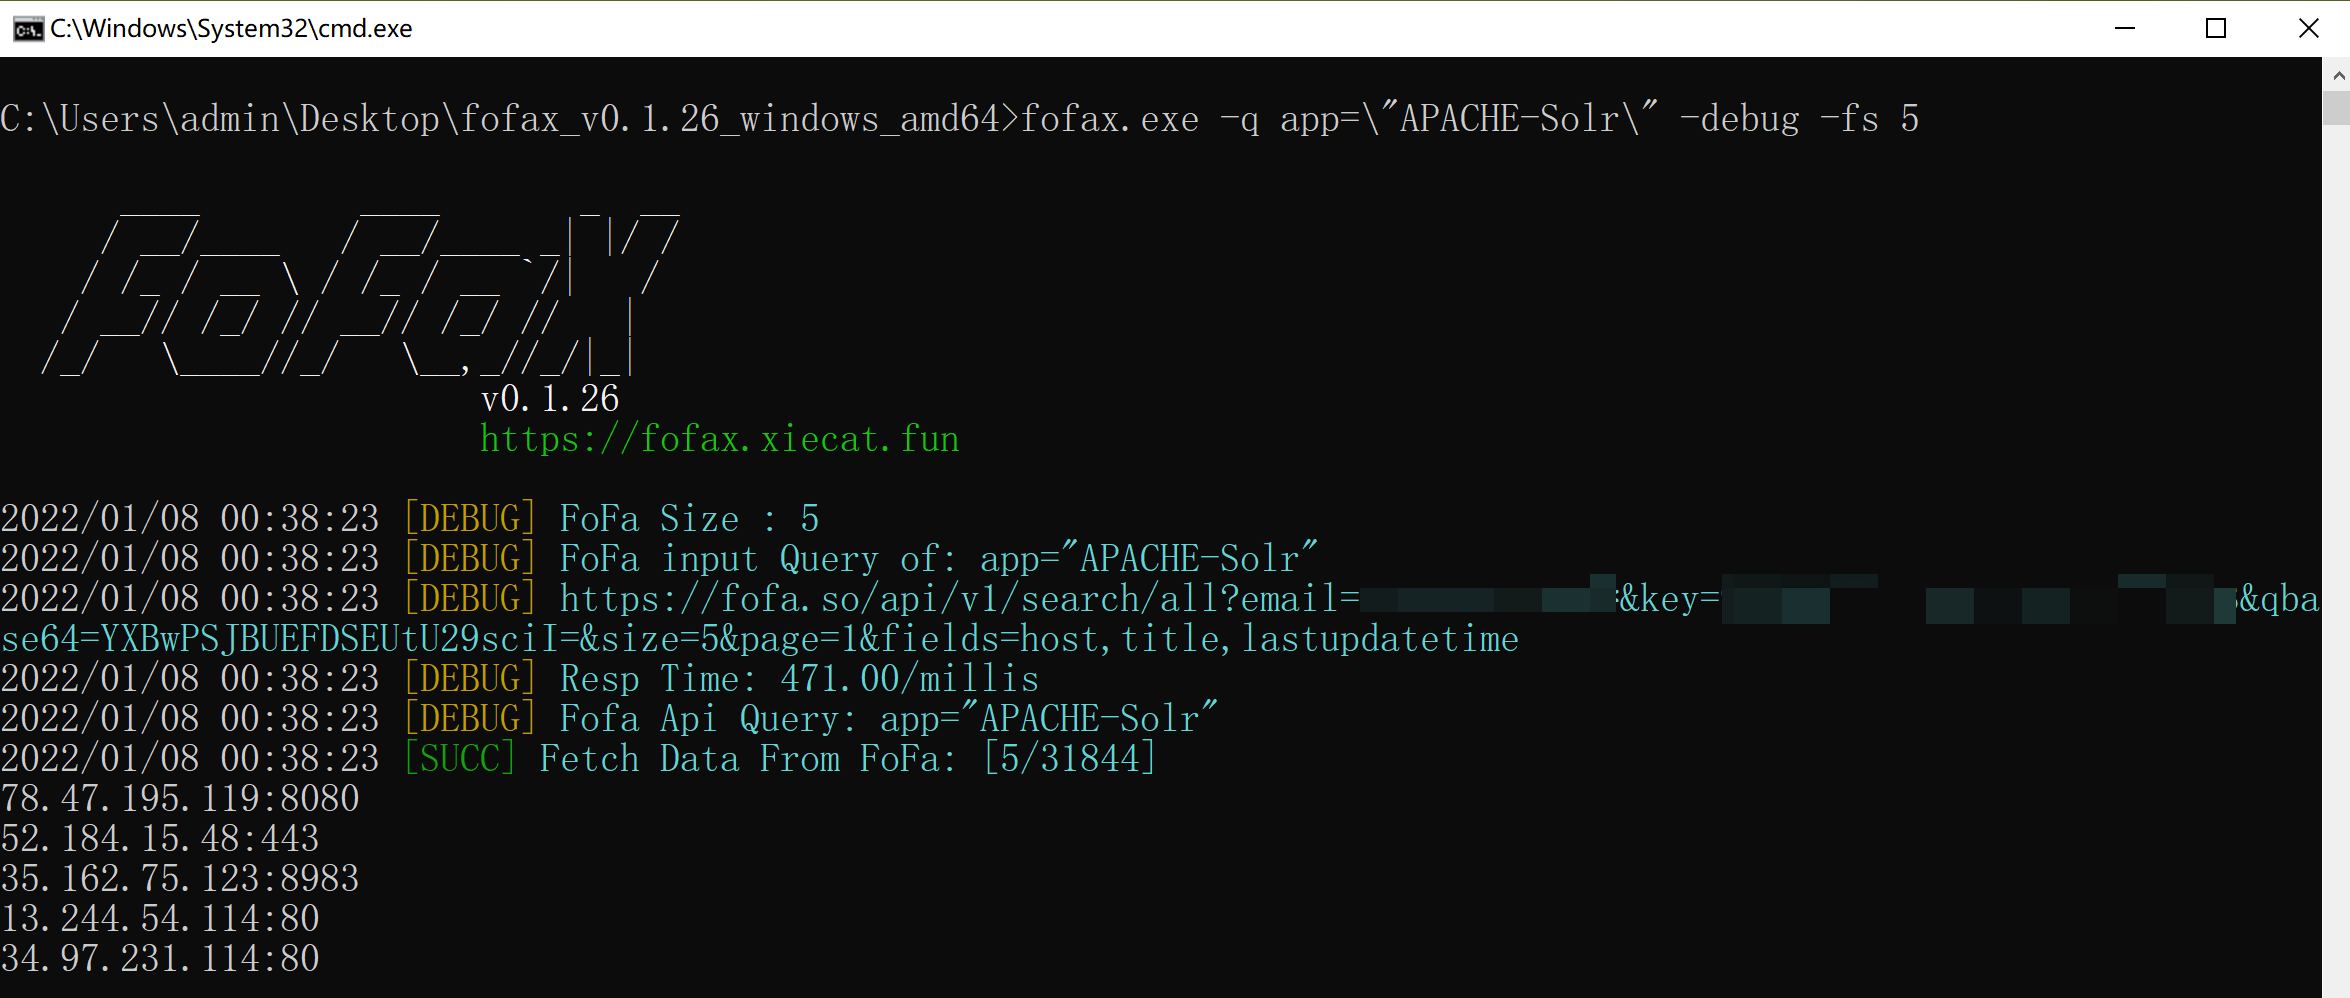 C:\Windows\System32\cmd.exe
C:\Users\admin\Desktop\fofax_v0.1.26_windows_amd64>fofax.exe -q app=\"APACHE-Solr\" -debug -fs 5
FoFaX
v0.1.26
https://fofax.xiecat.fun
2022/01/08 00:38:23 [DEBUG] FoFa Size : 5
2022/01/08 00:38:23 [DEBUG] FoFa input Query of: app="APACHE-Solr"
2022/01/08 00:38:23 [DEBUG] https://fofa.so/api/v1/search/all?email= &key= &qba
se64=YXBwPSJBUEFDSEUtU29sciI=&size=5&page=1&fields=host,title,lastupdatetime
2022/01/08 00:38:23 [DEBUG] Resp Time: 471.00/millis
2022/01/08 00:38:23 [DEBUG] Fofa Api Query: app="APACHE-Solr"
2022/01/08 00:38:23 [SUCC] Fetch Data From FoFa: [5/31844]
78.47.195.119:8080
52.184.15.48:443
35.162.75.123:8983
13.244.54.114:80
34.97.231.114:80